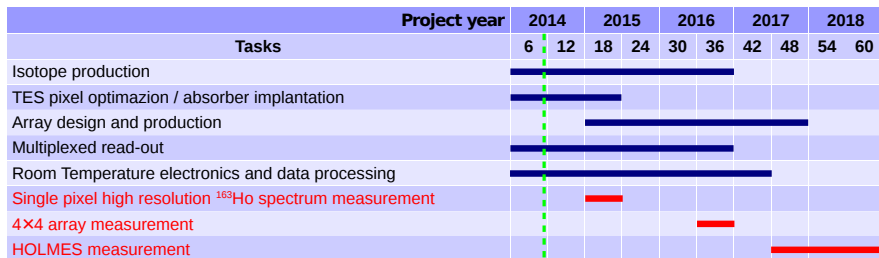 Project year 2014 2015 2016 2017 2018
Tasks 6 12 18 24 30 36 42 48 54 60
Isotope production
TES pixel optimazion / absorber implantation
Array design and production
Multiplexed read-out
Room Temperature electronics and data processing
Single pixel high resolution ¹⁶³Ho spectrum measurement
4×4 array measurement
HOLMES measurement